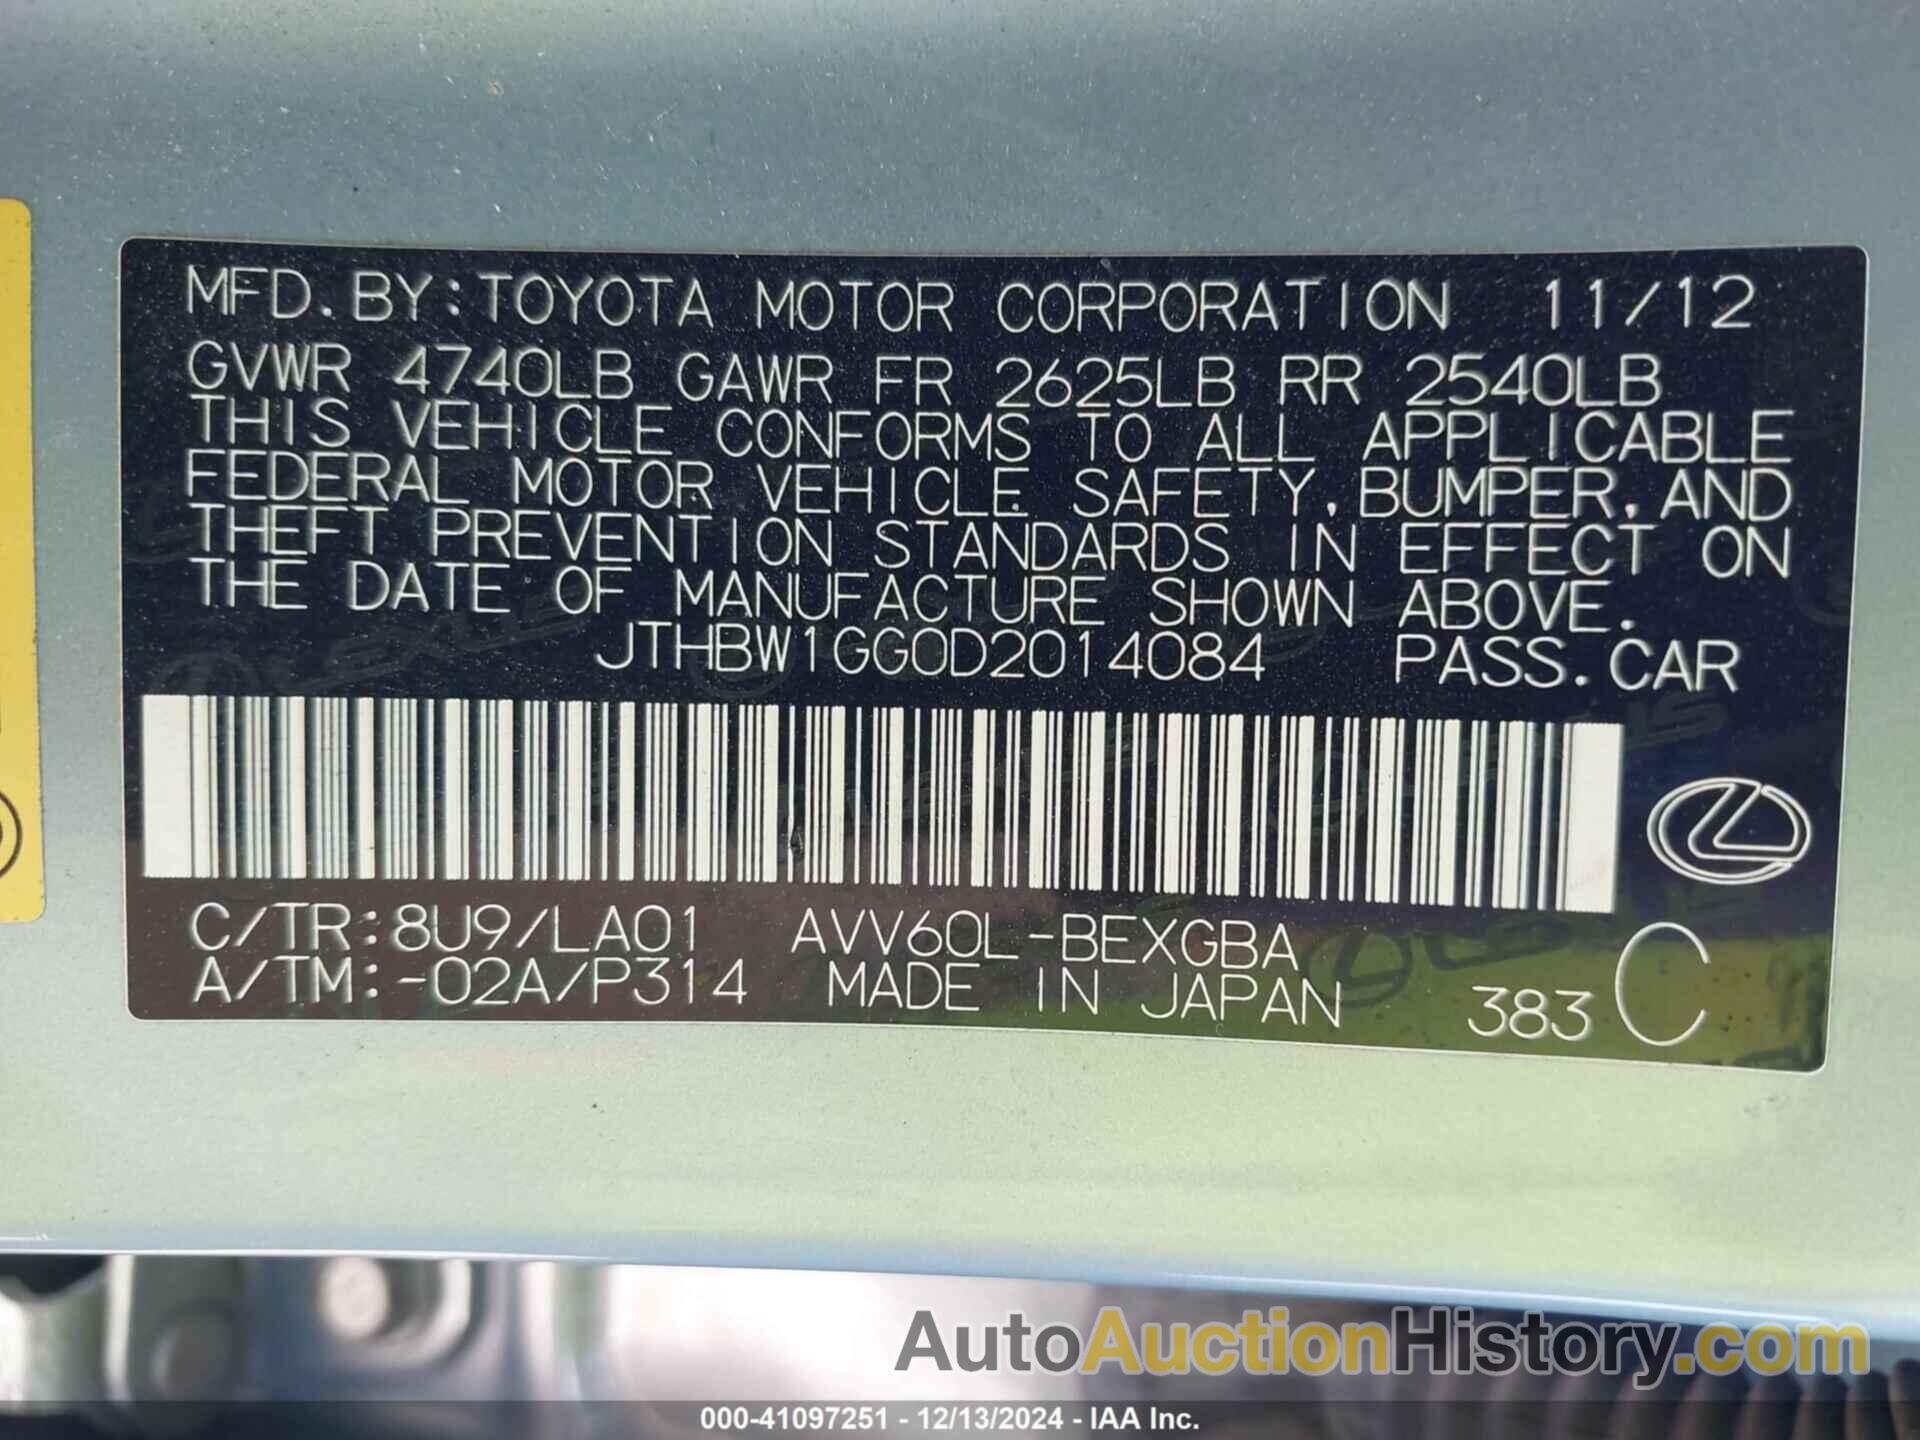 MFD.BY:TOYOTA MOTOR CORPORATION 11/12
GVWR 4740LB GAWR FR 2625LB RR 2540LB
THIS VEHICLE CONFORMS TO ALL APPLICABLE
FEDERAL MOTOR VEHICLE SAFETY,BUMPER,AND
THEFT PREVENTION STANDARDS IN EFFECT ON
THE DATE OF MANUFACTURE SHOWN ABOVE.
JTHBW1GG0D2014084 PASS.CAR
C/TR:8U9/LA01 AVV60L-BEXGBA
A/TM:-02A/P314 MADE IN JAPAN 383 C
AutoAuctionHistory.com
000-41097251 - 12/13/2024 - IAA Inc.